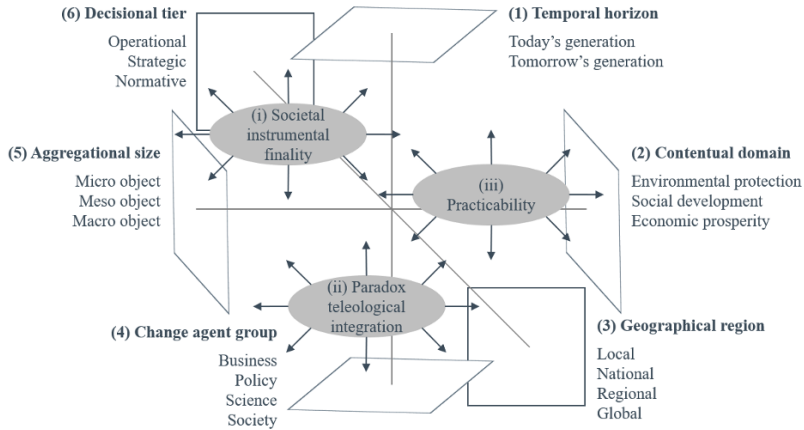 (6) Decisional tier
Operational
Strategic
Normative
(1) Temporal horizon
Today’s generation
Tomorrow’s generation
(i) Societal
instrumental
finality
(5) Aggregational size
Micro object
Meso object
Macro object
(iii)
Practicability
(2) Contentual domain
Environmental protection
Social development
Economic prosperity
(ii) Paradox
teleological
integration
(4) Change agent group
Business
Policy
Science
Society
(3) Geographical region
Local
National
Regional
Global